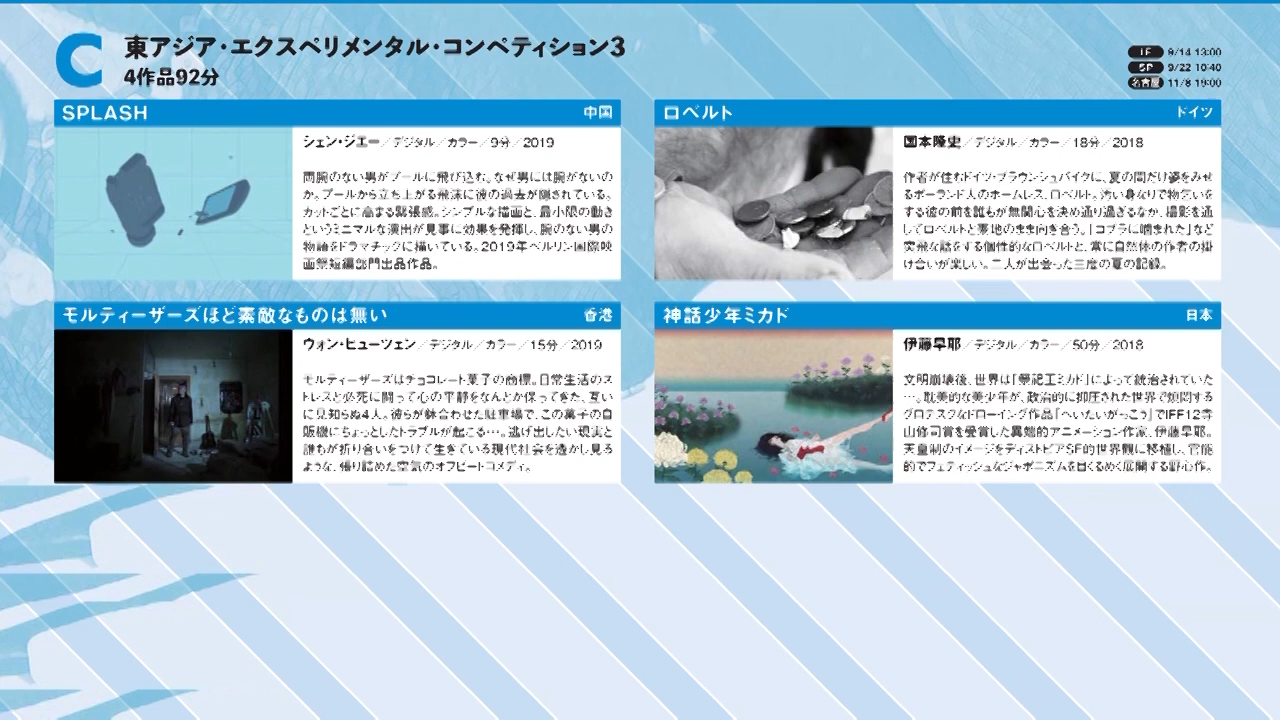 C
東アジア・エクスペリメンタル・コンペティション3
4作品92分
IF 9/14 13:00
SP 9/22 10:40
名古屋 11/8 19:00
SPLASH 中国
シェン・ジエー/デジタル/カラー/9分/2019
両腕のない男がプールに飛び込む。なぜ男には腕がないの
か。プールから立ち上がる飛沫に彼の過去が隠されている。
カットごとに高まる緊張感。シンプルな描画と、最小限の動き
というミニマルな演出が見事に効果を発揮し、腕のない男の
物語をドラマチックに描いている。2019年ベルリン国際映
画祭短編部門出品作品。
ロベルト ドイツ
国本隆史/デジタル/カラー/18分/2018
作者が住むドイツ・ブラウンシュバイクに、夏の間だけ姿をみせ
るポーランド人のホームレス、ロベルト。汚い身なりで物乞いを
する彼の前を誰もが無関心を決め通り過ぎるなか、撮影を通
してロベルトと裏地のまま向き合う。「コブラに噛まれた」など
突飛な話をする個性的なロベルトと、常に自然体の作者の掛
け合いが楽しい。二人が出会った三度の夏の記録。
モルティーザーズほど素敵なものは無い 香港
ウォン・ヒューツェン/デジタル/カラー/15分/2019
モルティーザーズはチョコレート菓子の商標。日常生活のス
トレスと必死に闘って心の平静をなんとか保ってきた、互い
に見知らぬ4人。彼らが鉢合わせた駐車場で、この菓子の自
販機にちょっとしたトラブルが起こる…。逃げ出したい現実と
誰もが折り合いをつけて生きている現代社会を透かし見る
ような、張り詰めた空気のオフビートコメディ。
神話少年ミカド 日本
伊藤早耶/デジタル/カラー/50分/2018
文明崩壊後、世界は「祭祀王ミカド」によって統治されていた
…。耽美的な美少年が、政治的に抑圧された世界で煩悶する
グロテスクなドローイング作品「へいたいがっこう」でIFF12寺
山修司賞を受賞した異端的アニメーション作家、伊藤早耶。
天皇制のイメージをディストピアSF的世界観に移植し、官能
的でフェティッシュなジャポニズムを目くるめく展開する野心作。